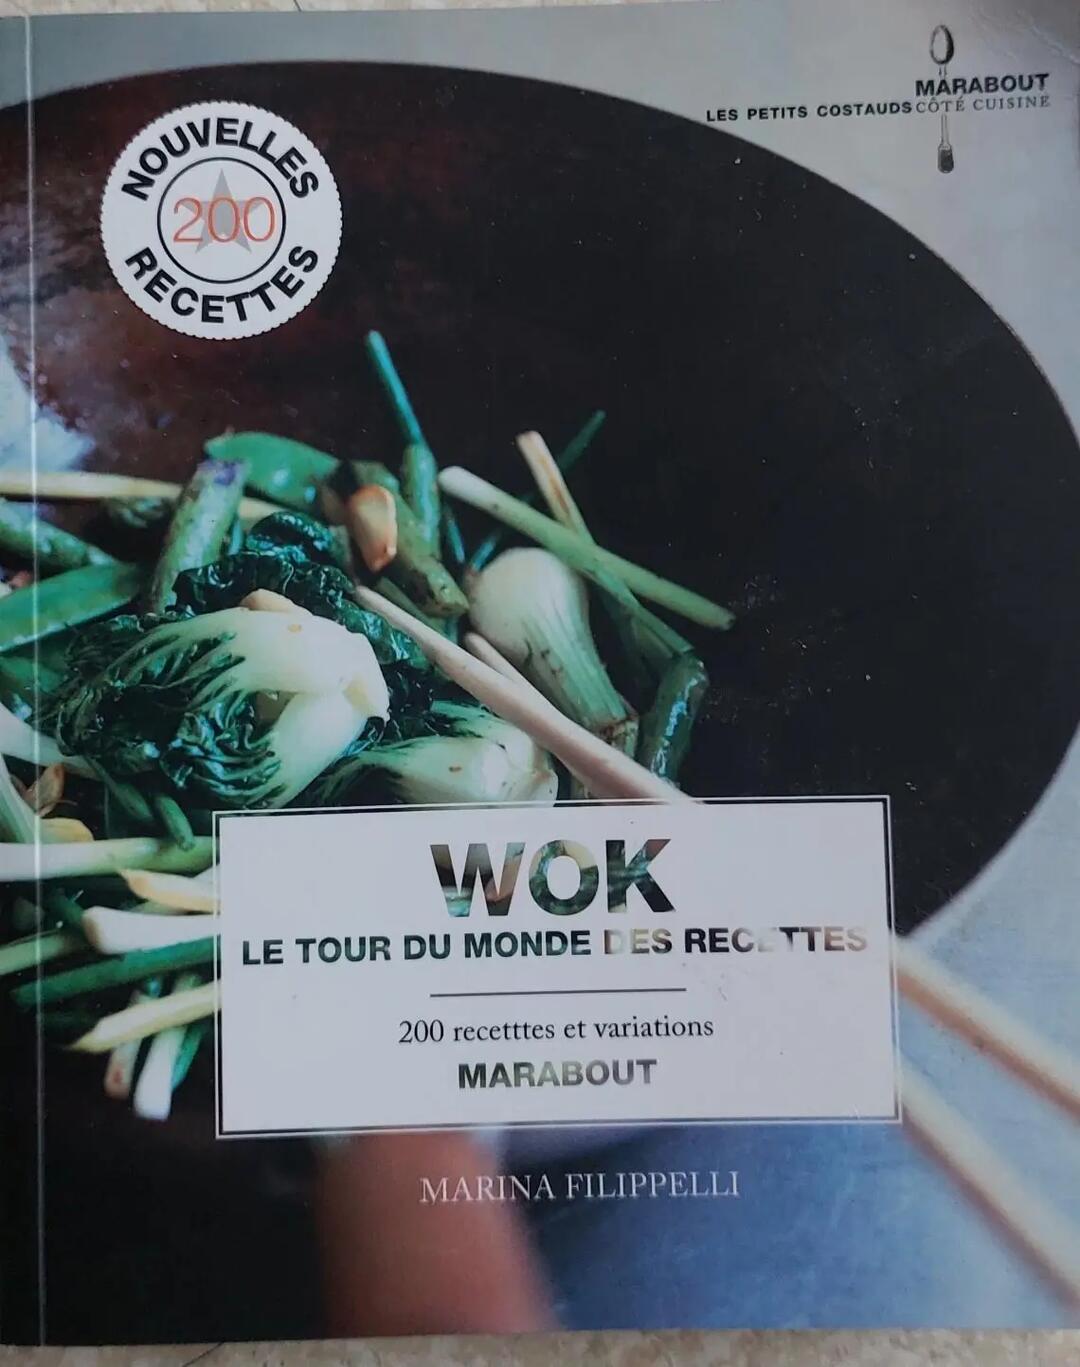 MARABOUT
LES PETITS COSTAUDS CÔTÉ CUISINE
NOUVELLES
200
RECETTES
WOK
LE TOUR DU MONDE DES RECETTES
200 recetttes et variations
MARABOUT
MARINA FILIPPELLI